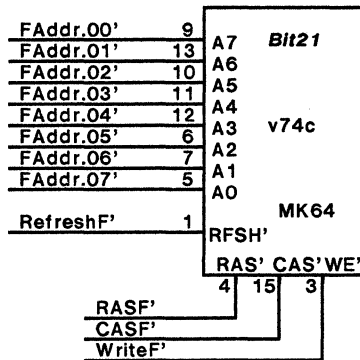 FAddr.00' 9 A7 Bit21
FAddr.01' 13 A6
FAddr.02' 10 A5
FAddr.03' 11 A4
FAddr.04' 12 A3 v74c
FAddr.05' 6 A2
FAddr.06' 7 A1
FAddr.07' 5 A0
MK64
RefreshF' 1 RFSH'
RAS' CAS' WE'
4 15 3
RASF'
CASF'
WriteF'